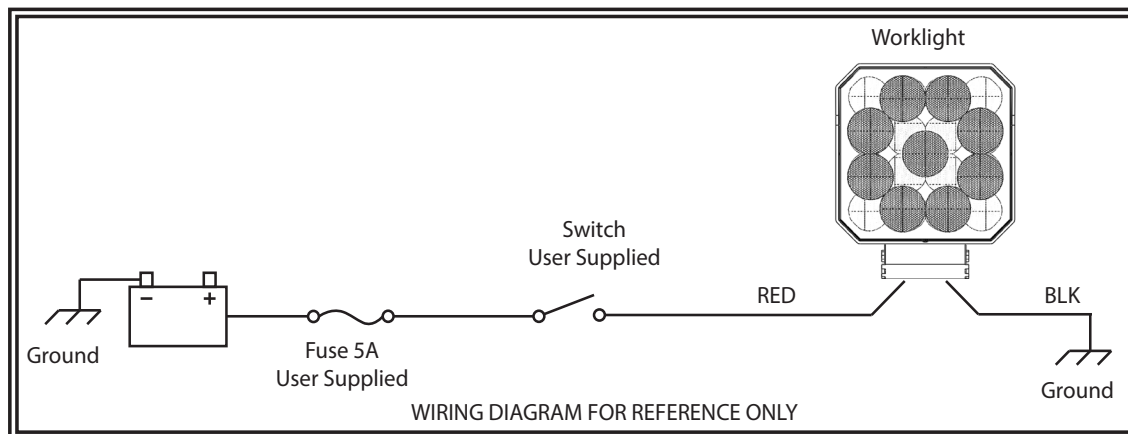 Worklight
Switch
User Supplied
RED
BLK
− +
Ground
Fuse 5A
User Supplied
Ground
WIRING DIAGRAM FOR REFERENCE ONLY